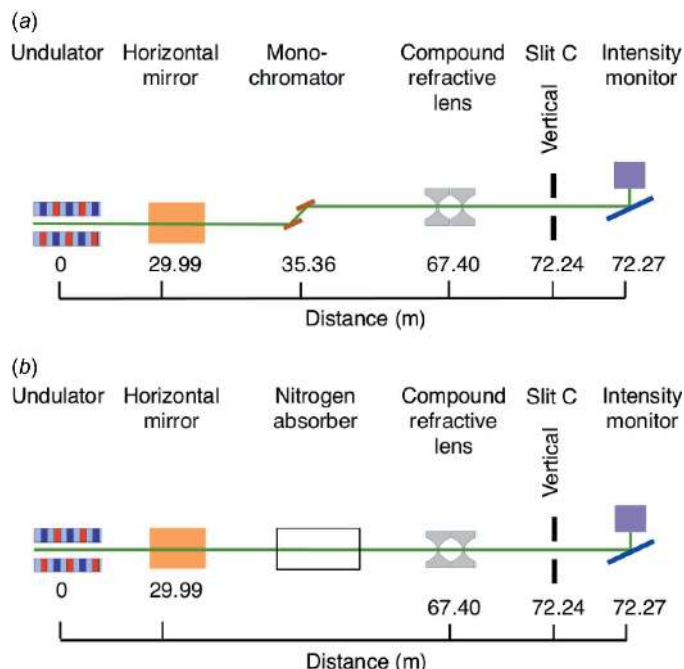 (a)
Undulator Horizontal mirror Mono-chromator Compound refractive lens Slit C Intensity monitor
Vertical
0 29.99 35.36 67.40 72.24 72.27
Distance (m)
(b)
Undulator Horizontal mirror Nitrogen absorber Compound refractive lens Slit C Intensity monitor
Vertical
0 29.99 67.40 72.24 72.27
Distance (m)